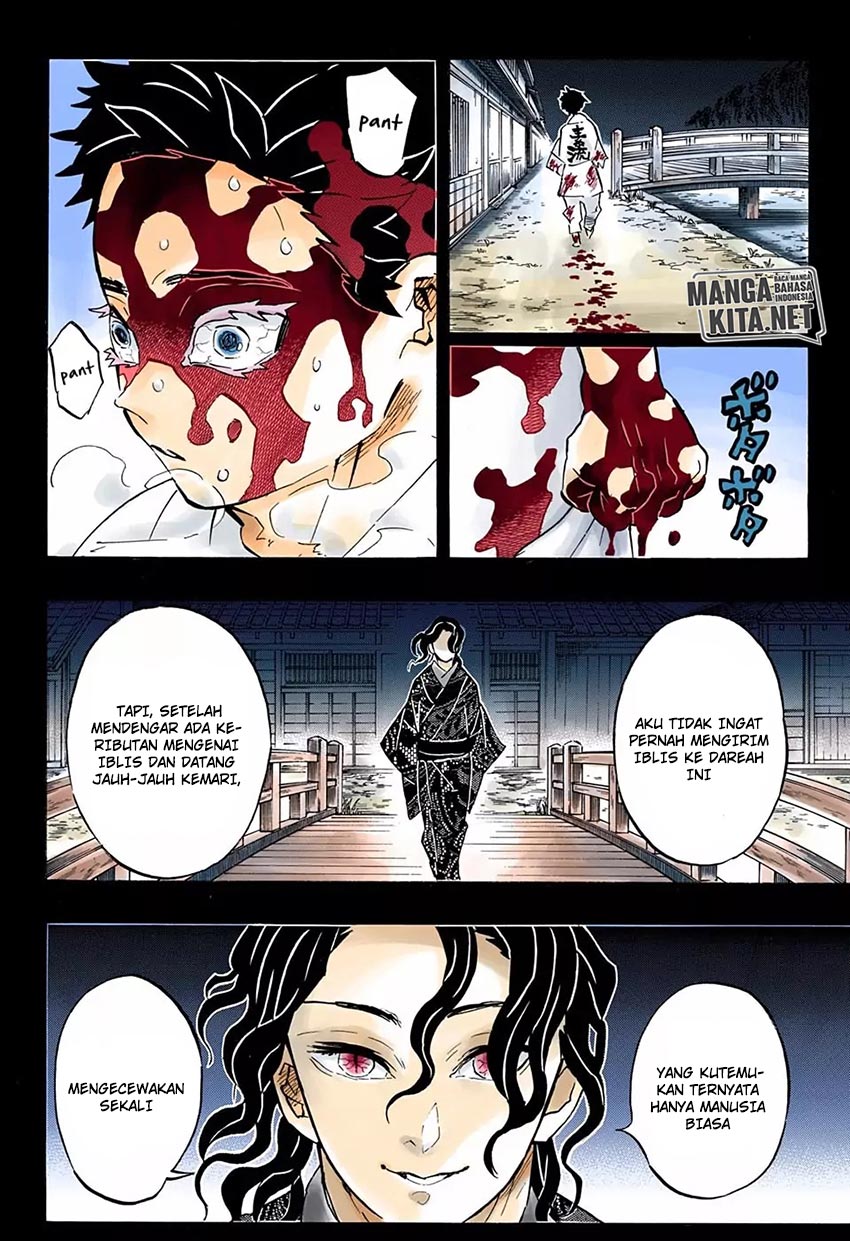 素流
MANGA
KITA.NET
BACA MANGA
BAHASA
INDONESIA
pant
pant
ボタボタ
AKU TIDAK INGAT
PERNAH MENGIRIM
IBLIS KE DAREAH
INI
TAPI, SETELAH
MENDENGAR ADA KE-
RIBUTAN MENGENAI
IBLIS DAN DATANG
JAUH-JAUH KEMARI,
YANG KUTEMU-
KAN TERNYATA
HANYA MANUSIA
BIASA
MENGECEWAKAN
SEKALI